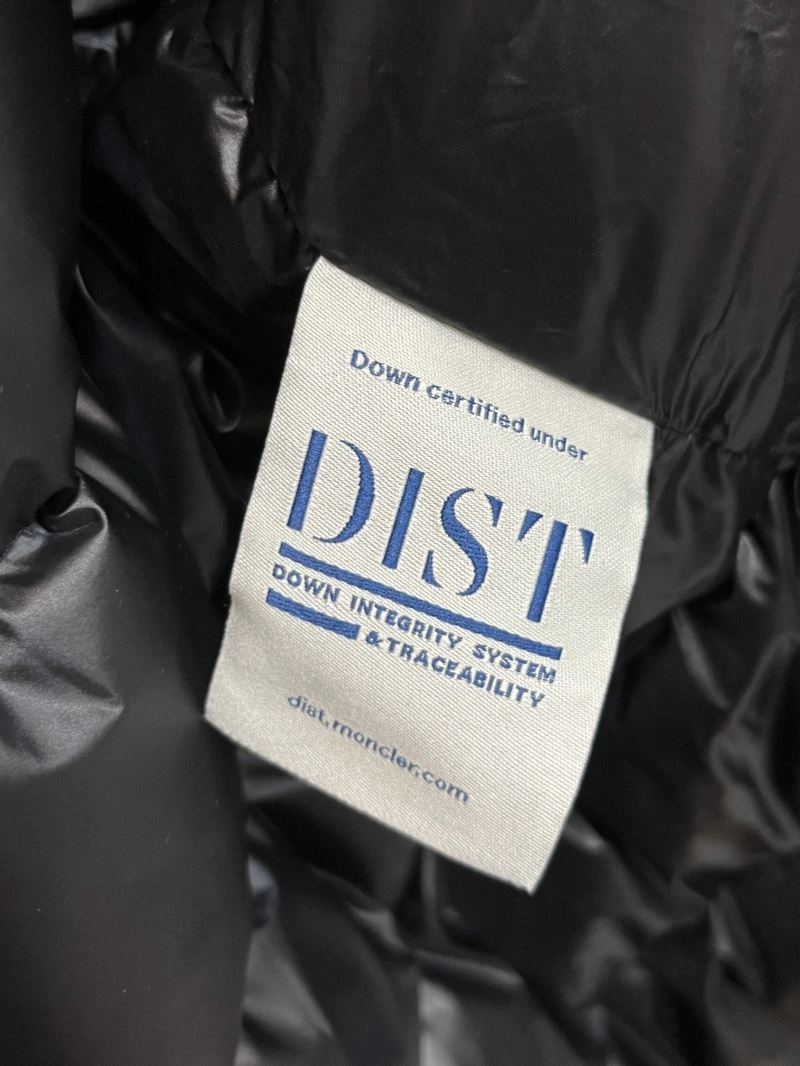 Down certified under
DIST
DOWN INTEGRITY SYSTEM
& TRACEABILITY
dist.moncler.com